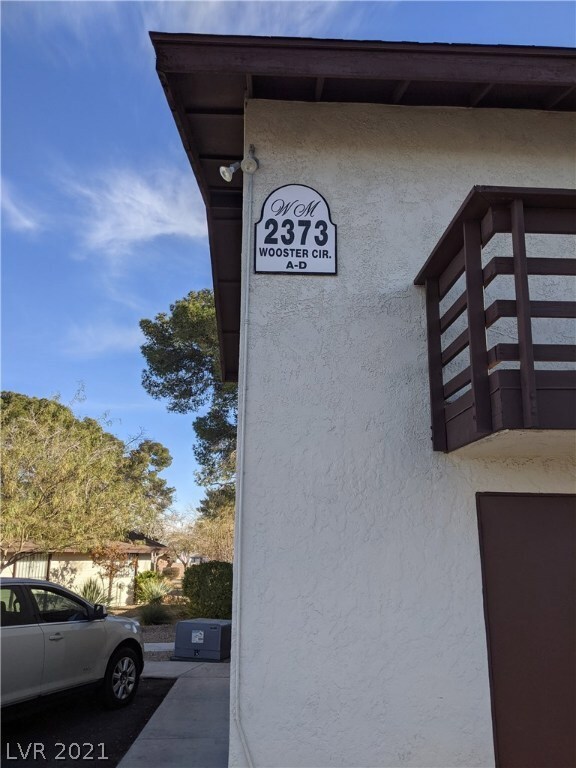 WM
2373
WOOSTER CIR.
A-D
LVR 2021